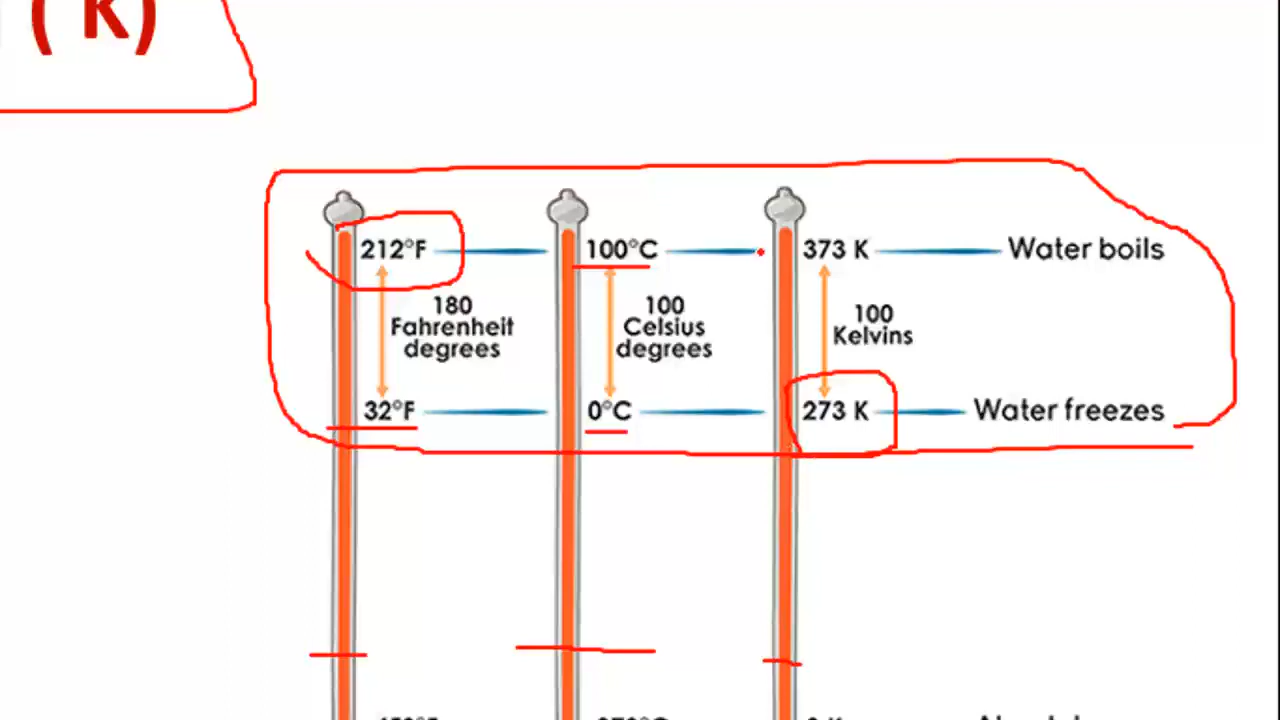 (K)
212°F
100°C
373 K
Water boils
180
Fahrenheit
degrees
100
Celsius
degrees
100
Kelvins
32°F
0°C
273 K
Water freezes